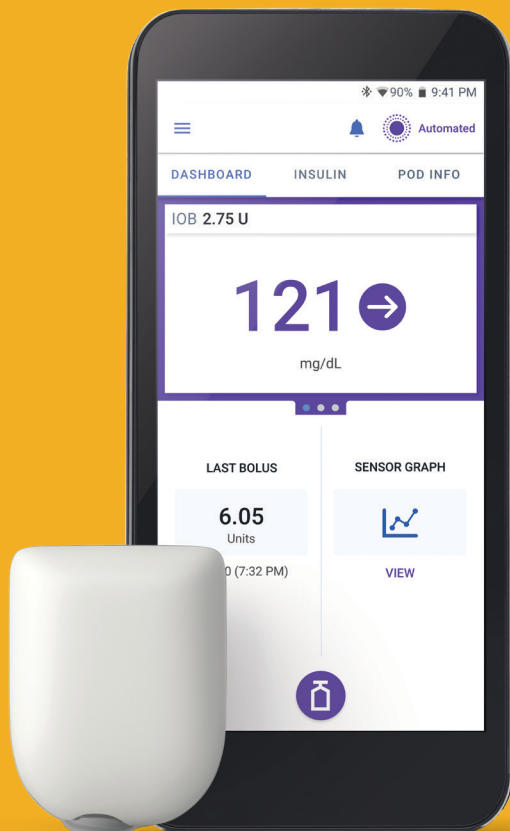 90% 9:41 PM
Automated
DASHBOARD INSULIN POD INFO
IOB 2.75 U
121
mg/dL
LAST BOLUS SENSOR GRAPH
6.05
Units
0 (7:32 PM) VIEW